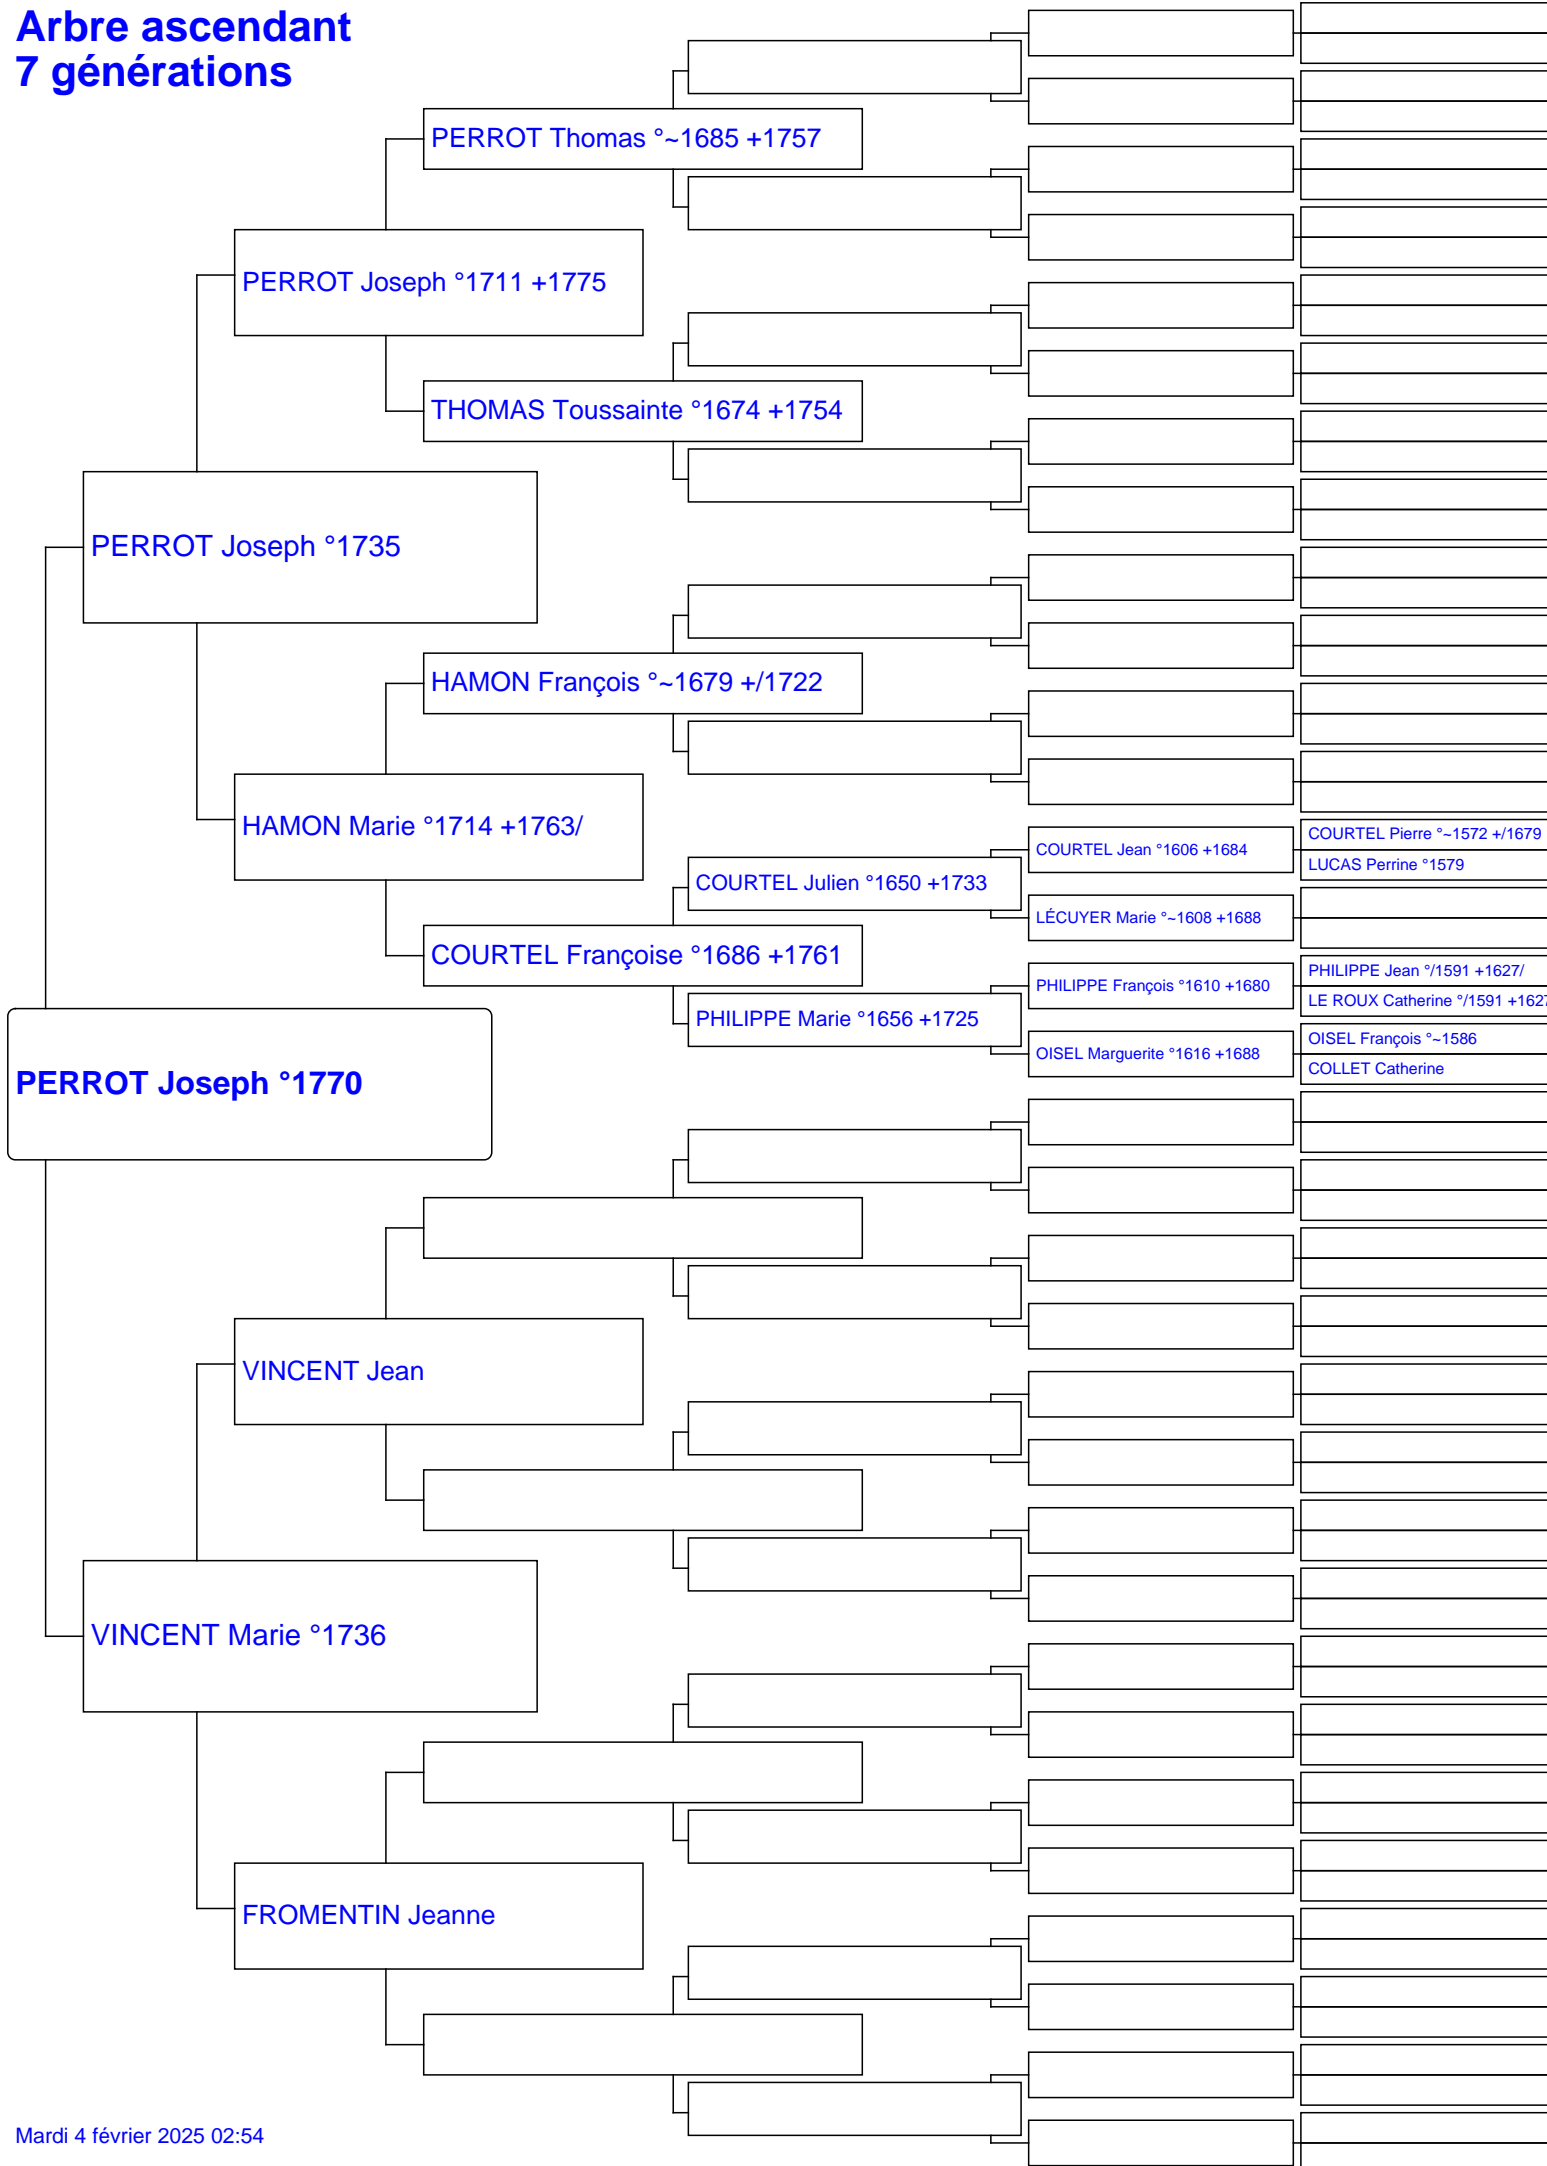 Arbre ascendant
7 générations
PERROT Thomas °~1685 +1757
PERROT Joseph °1711 +1775
THOMAS Toussainte °1674 +1754
PERROT Joseph °1735
HAMON François °~1679 +/1722
HAMON Marie °1714 +1763/
COURTEL Pierre °~1572 +/1679
COURTEL Jean °1606 +1684
LUCAS Perrine °1579
COURTEL Julien °1650 +1733
LÉCUYER Marie °~1608 +1688
COURTEL Françoise °1686 +1761
PHILIPPE Jean °/1591 +1627/
PHILIPPE François °1610 +1680
LE ROUX Catherine °/1591 +1627
PHILIPPE Marie °1656 +1725
OISEL François °~1586
OISEL Marguerite °1616 +1688
COLLET Catherine
PERROT Joseph °1770
VINCENT Jean
VINCENT Marie °1736
FROMENTIN Jeanne
Mardi 4 février 2025 02:54